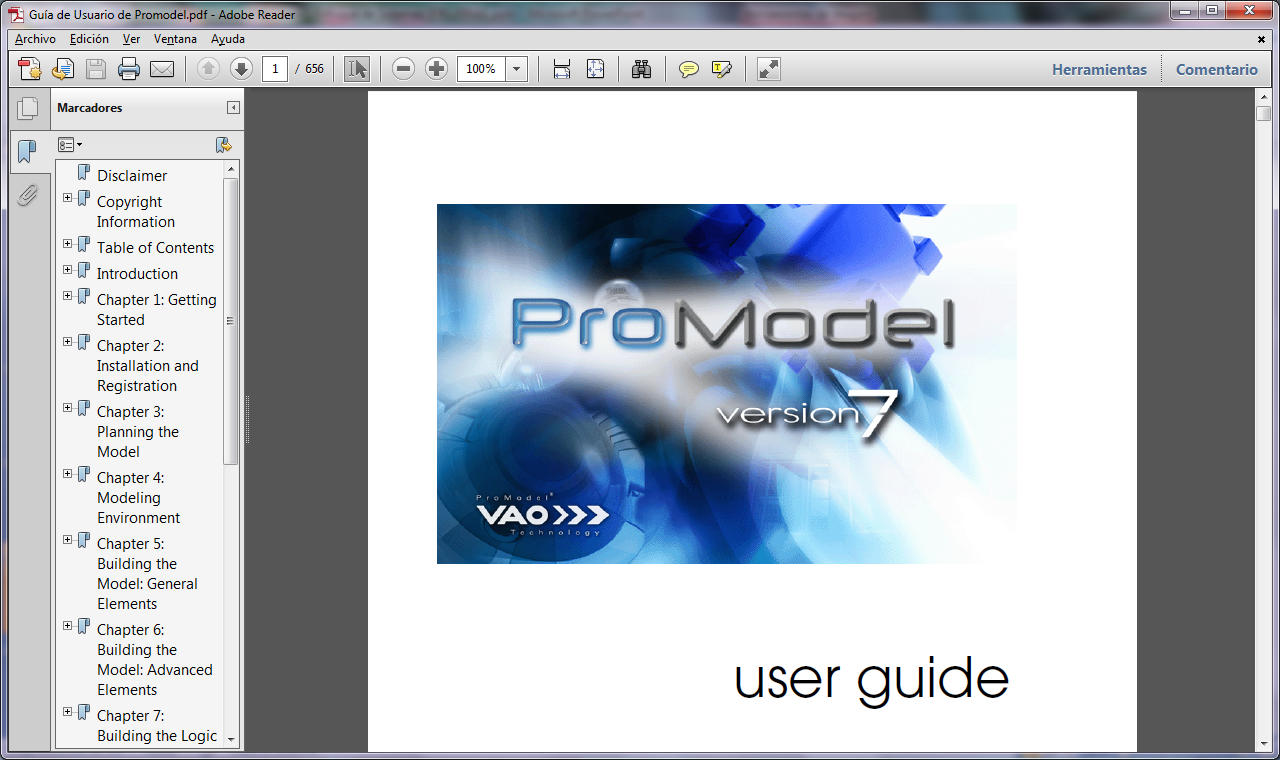 Guía de Usuario de Promodel.pdf - Adobe Reader
Archivo Edición Ver Ventana Ayuda
1 / 656 100% Herramientas Comentario
Marcadores
Disclaimer
Copyright
Information
Table of Contents
Introduction
Chapter 1: Getting
Started
Chapter 2:
Installation and
Registration
Chapter 3:
Planning the
Model
Chapter 4:
Modeling
Environment
Chapter 5:
Building the
Model: General
Elements
Chapter 6:
Building the
Model: Advanced
Elements
Chapter 7:
Building the Logic
ProModel
version 7
ProModel®
VAO
Technology
user guide